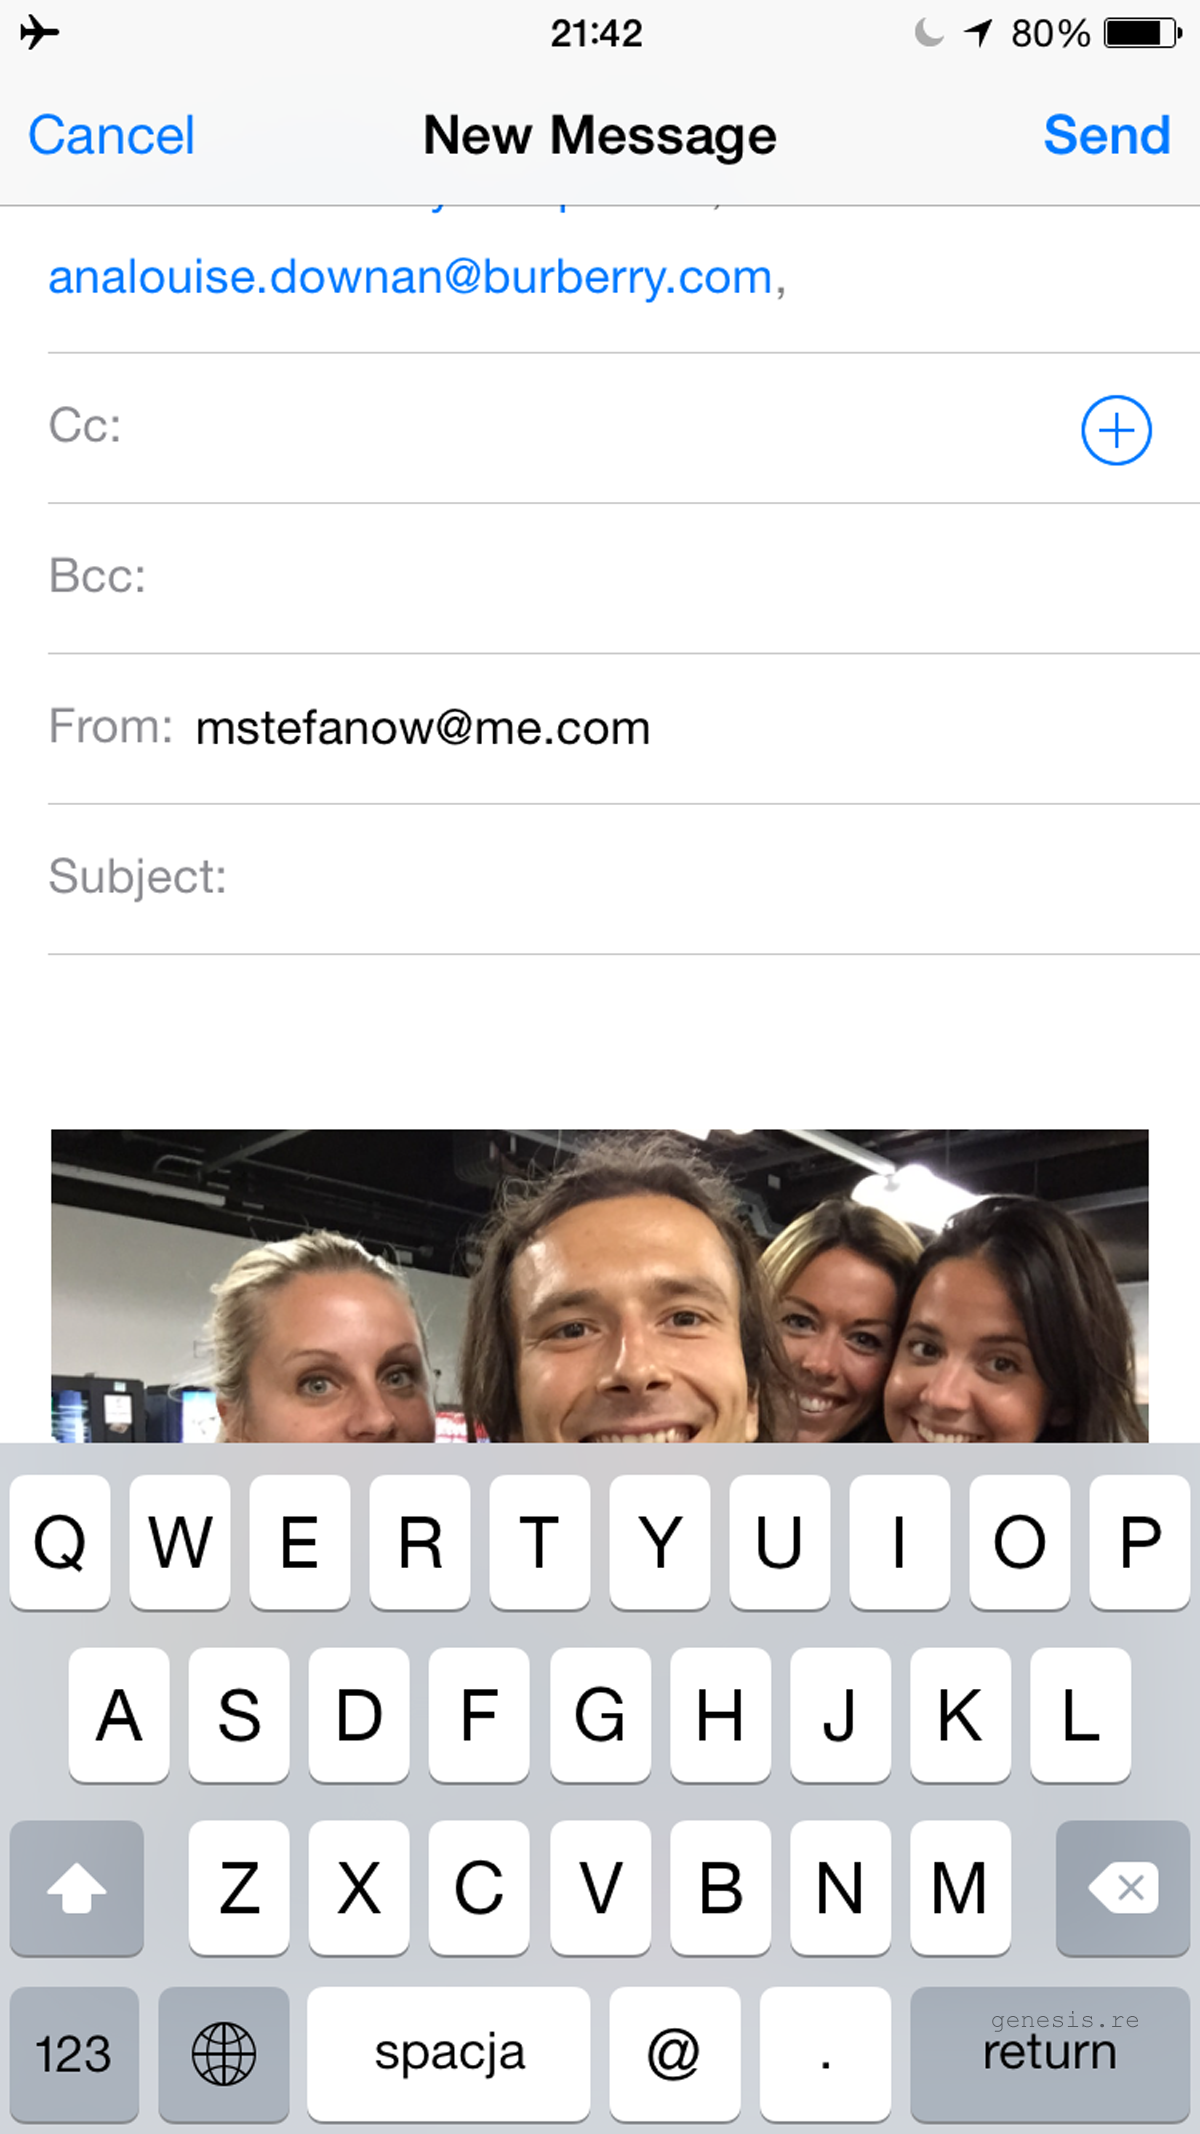 21:42 80%
Cancel New Message Send
analouise.downan@burberry.com,
Cc:
Bcc:
From: mstefanow@me.com
Subject:
Q W E R T Y U I O P
A S D F G H J K L
Z X C V B N M
genesis.re
123 spacja @ . return